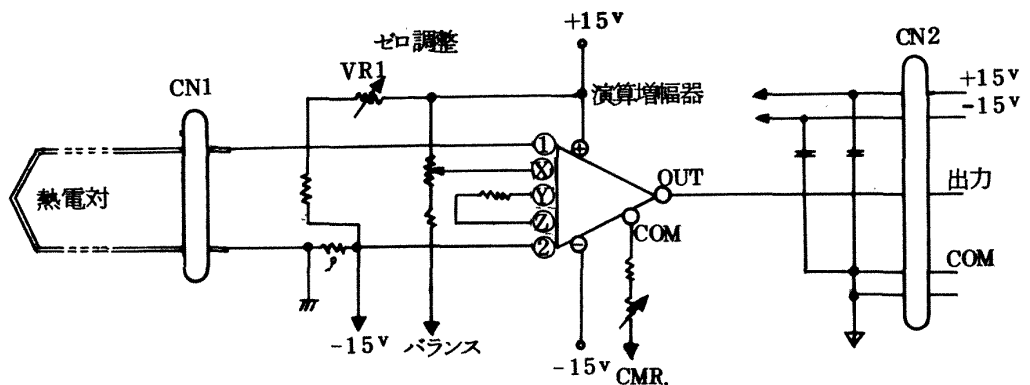 +15v
ゼロ調整
CN2
VR1
CN1
演算増幅器
+15v
-15v
1
X
Y
Z
2
熱電対
OUT
出力
COM
COM
ρ
-15v
バランス
-15v
CMR.